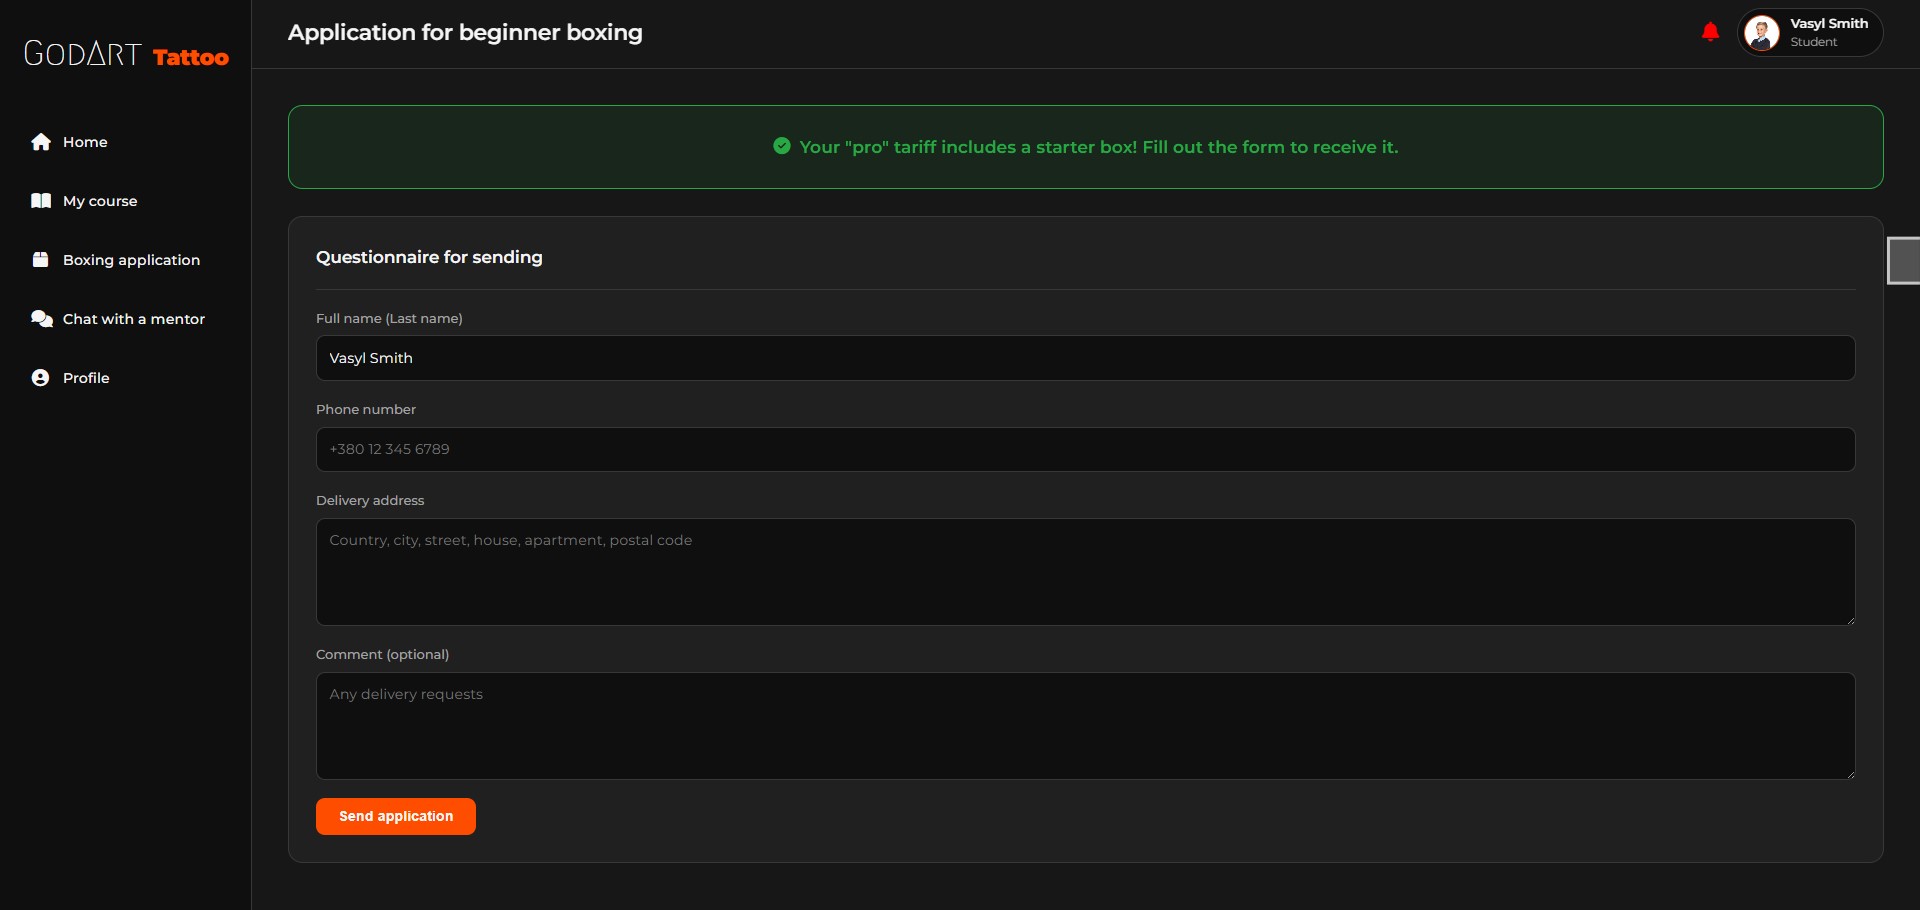 GODART Tattoo
Home
My course
Boxing application
Chat with a mentor
Profile
Application for beginner boxing
Vasyl Smith
Student
Your "pro" tariff includes a starter box! Fill out the form to receive it.
Questionnaire for sending
Full name (Last name)
Vasyl Smith
Phone number
+380 12 345 6789
Delivery address
Country, city, street, house, apartment, postal code
Comment (optional)
Any delivery requests
Send application